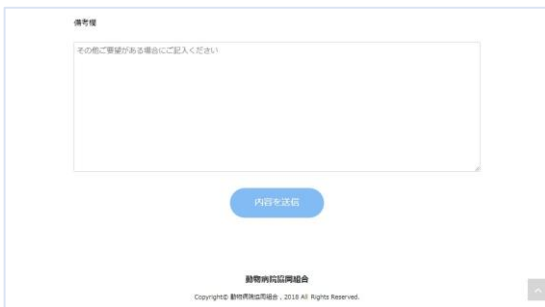 備考欄
その他ご要望がある場合にご記入ください
内容を送信
動物病院協同組合
Copyright© 動物病院協同組合 , 2018 All Rights Reserved.